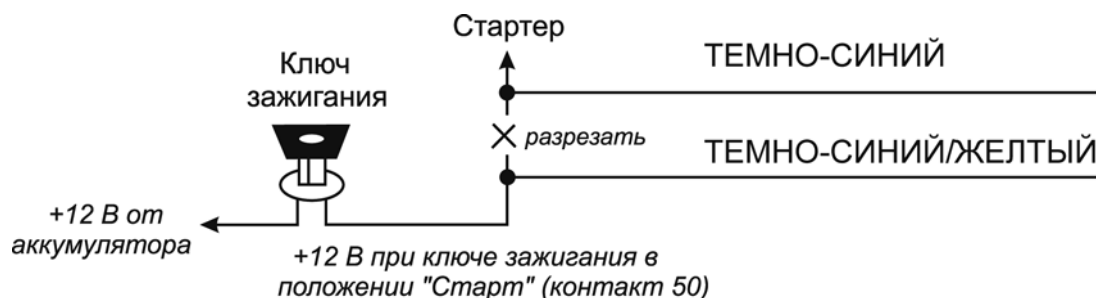 Стартер
ТЕМНО-СИНИЙ
Ключ
зажигания
разрезать
ТЕМНО-СИНИЙ/ЖЕЛТЫЙ
+12 В от
аккумулятора
+12 В при ключе зажигания в
положении "Старт" (контакт 50)